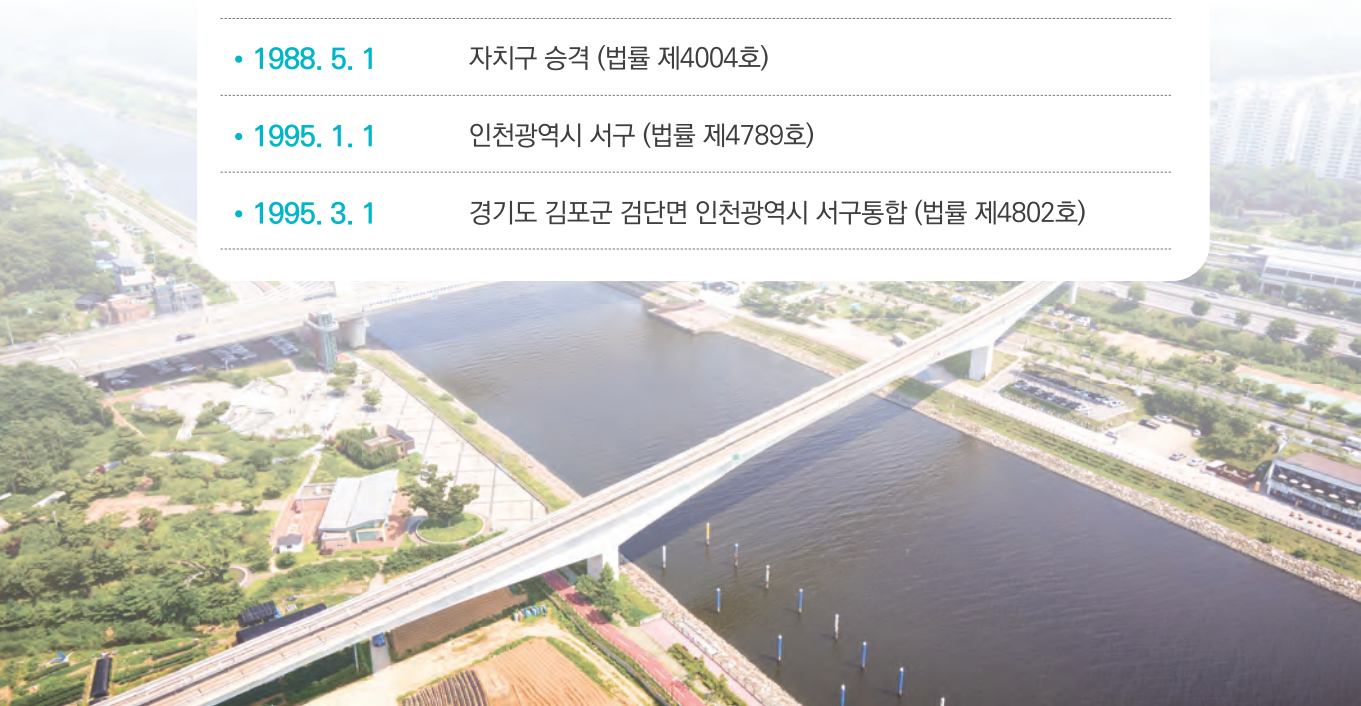 • 1988. 5. 1 자치구 승격 (법률 제4004호)
• 1995. 1. 1 인천광역시 서구 (법률 제4789호)
• 1995. 3. 1 경기도 김포군 검단면 인천광역시 서구통합 (법률 제4802호)